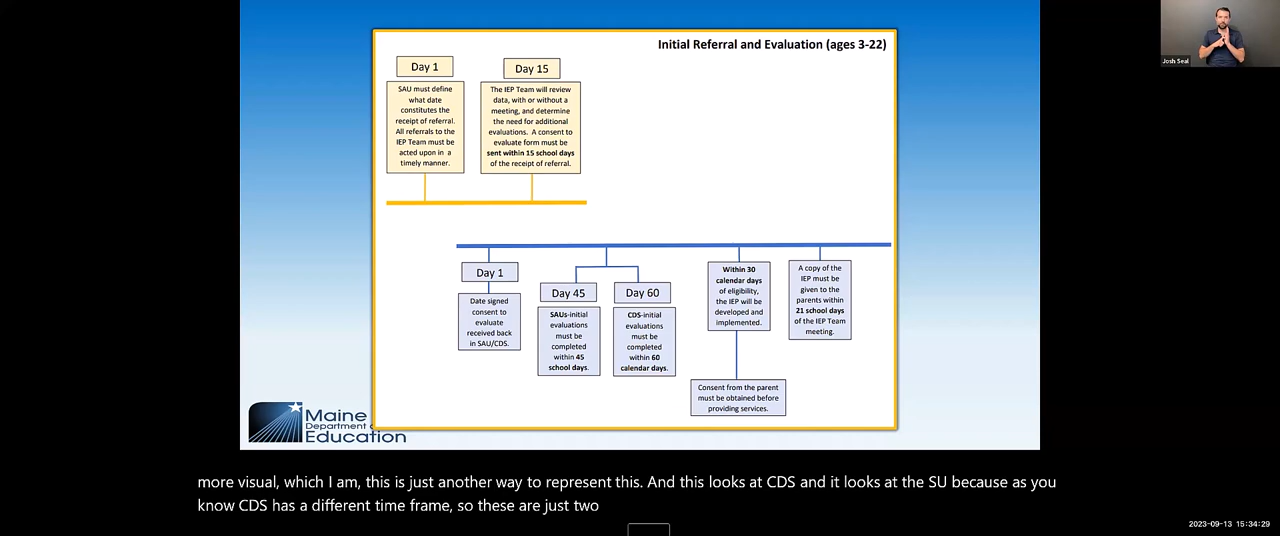 Josh Seal
Initial Referral and Evaluation (ages 3-22)
Day 1
SAU must define
what date
constitutes the
receipt of referral.
All referrals to the
IEP Team must be
acted upon in a
timely manner.
Day 15
The IEP Team will review
data, with or without a
meeting, and determine
the need for additional
evaluations. A consent to
evaluate form must be
sent within 15 school days
of the receipt of referral.
Day 1
Date signed
consent to
evaluate
received back
in SAU/CDS.
Day 45
SAUs-initial
evaluations
must be
completed
within 45
school days.
Day 60
CDS-initial
evaluations
must be
completed
within 60
calendar days.
Within 30
calendar days
of eligibility,
the IEP will be
developed and
implemented.
Consent from the parent
must be obtained before
providing services.
A copy of the
IEP must be
given to the
parents within
21 school days
of the IEP Team
meeting.
Maine
Department
Education
more visual, which I am, this is just another way to represent this. And this looks at CDS and it looks at the SU because as you
know CDS has a different time frame, so these are just two
2023-09-13 15:34:29